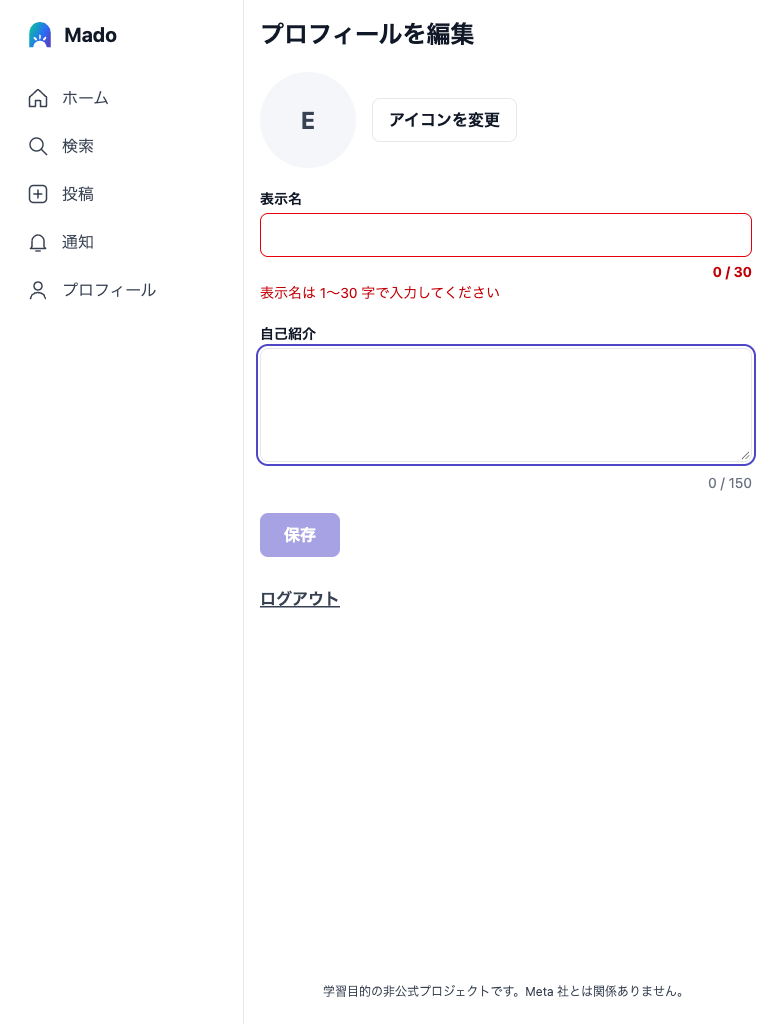 Mado
ホーム
検索
投稿
通知
プロフィール
プロフィールを編集
E
アイコンを変更
表示名
0 / 30
表示名は 1〜30 字で入力してください
自己紹介
0 / 150
保存
ログアウト
学習目的の非公式プロジェクトです。Meta 社とは関係ありません。